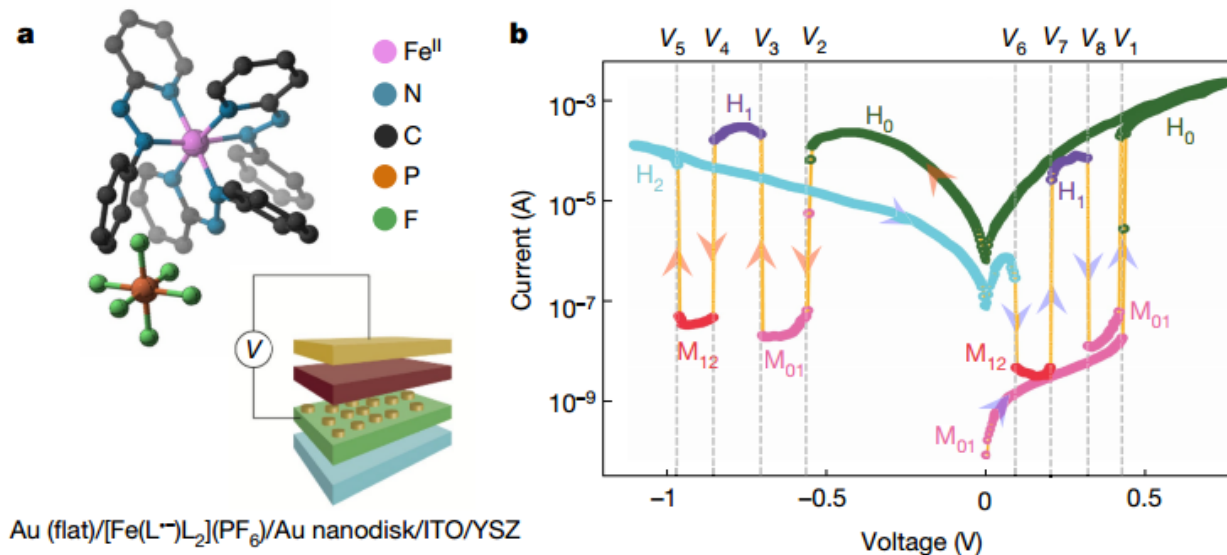 a
Fe^II
N
C
P
F
V
Au (flat)/[Fe(L^•−)L₂](PF₆)/Au nanodisk/ITO/YSZ
b
V₅ V₄ V₃ V₂ V₆ V₇ V₈ V₁
10⁻³
10⁻⁵
10⁻⁷
10⁻⁹
Current (A)
H₁
H₀
H₀
H₂
H₁
M₁₂
M₀₁
M₁₂
M₀₁
M₀₁
−1 −0.5 0 0.5
Voltage (V)